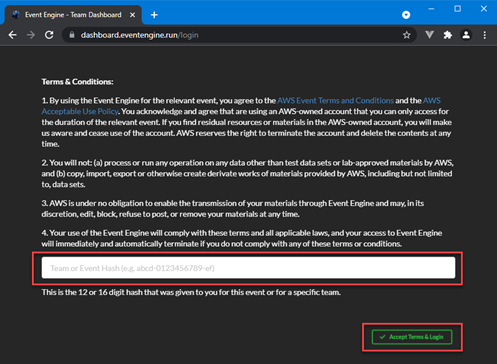 Event Engine - Team Dashboard
dashboard.eventengine.run/login
Terms & Conditions:
1. By using the Event Engine for the relevant event, you agree to the AWS Event Terms and Conditions and the AWS
Acceptable Use Policy. You acknowledge and agree that are using an AWS-owned account that you can only access for
the duration of the relevant event. If you find residual resources or materials in the AWS-owned account, you will make
us aware and cease use of the account. AWS reserves the right to terminate the account and delete the contents at any
time.
2. You will not: (a) process or run any operation on any data other than test data sets or lab-approved materials by AWS,
and (b) copy, import, export or otherwise create derivate works of materials provided by AWS, including but not limited
to, data sets.
3. AWS is under no obligation to enable the transmission of your materials through Event Engine and may, in its
discretion, edit, block, refuse to post, or remove your materials at any time.
4. Your use of the Event Engine will comply with these terms and all applicable laws, and your access to Event Engine
will immediately and automatically terminate if you do not comply with any of these terms or conditions.
Team or Event Hash (e.g. abcd-0123456789-ef)
This is the 12 or 16 digit hash that was given to you for this event or for a specific team.
Accept Terms & Login